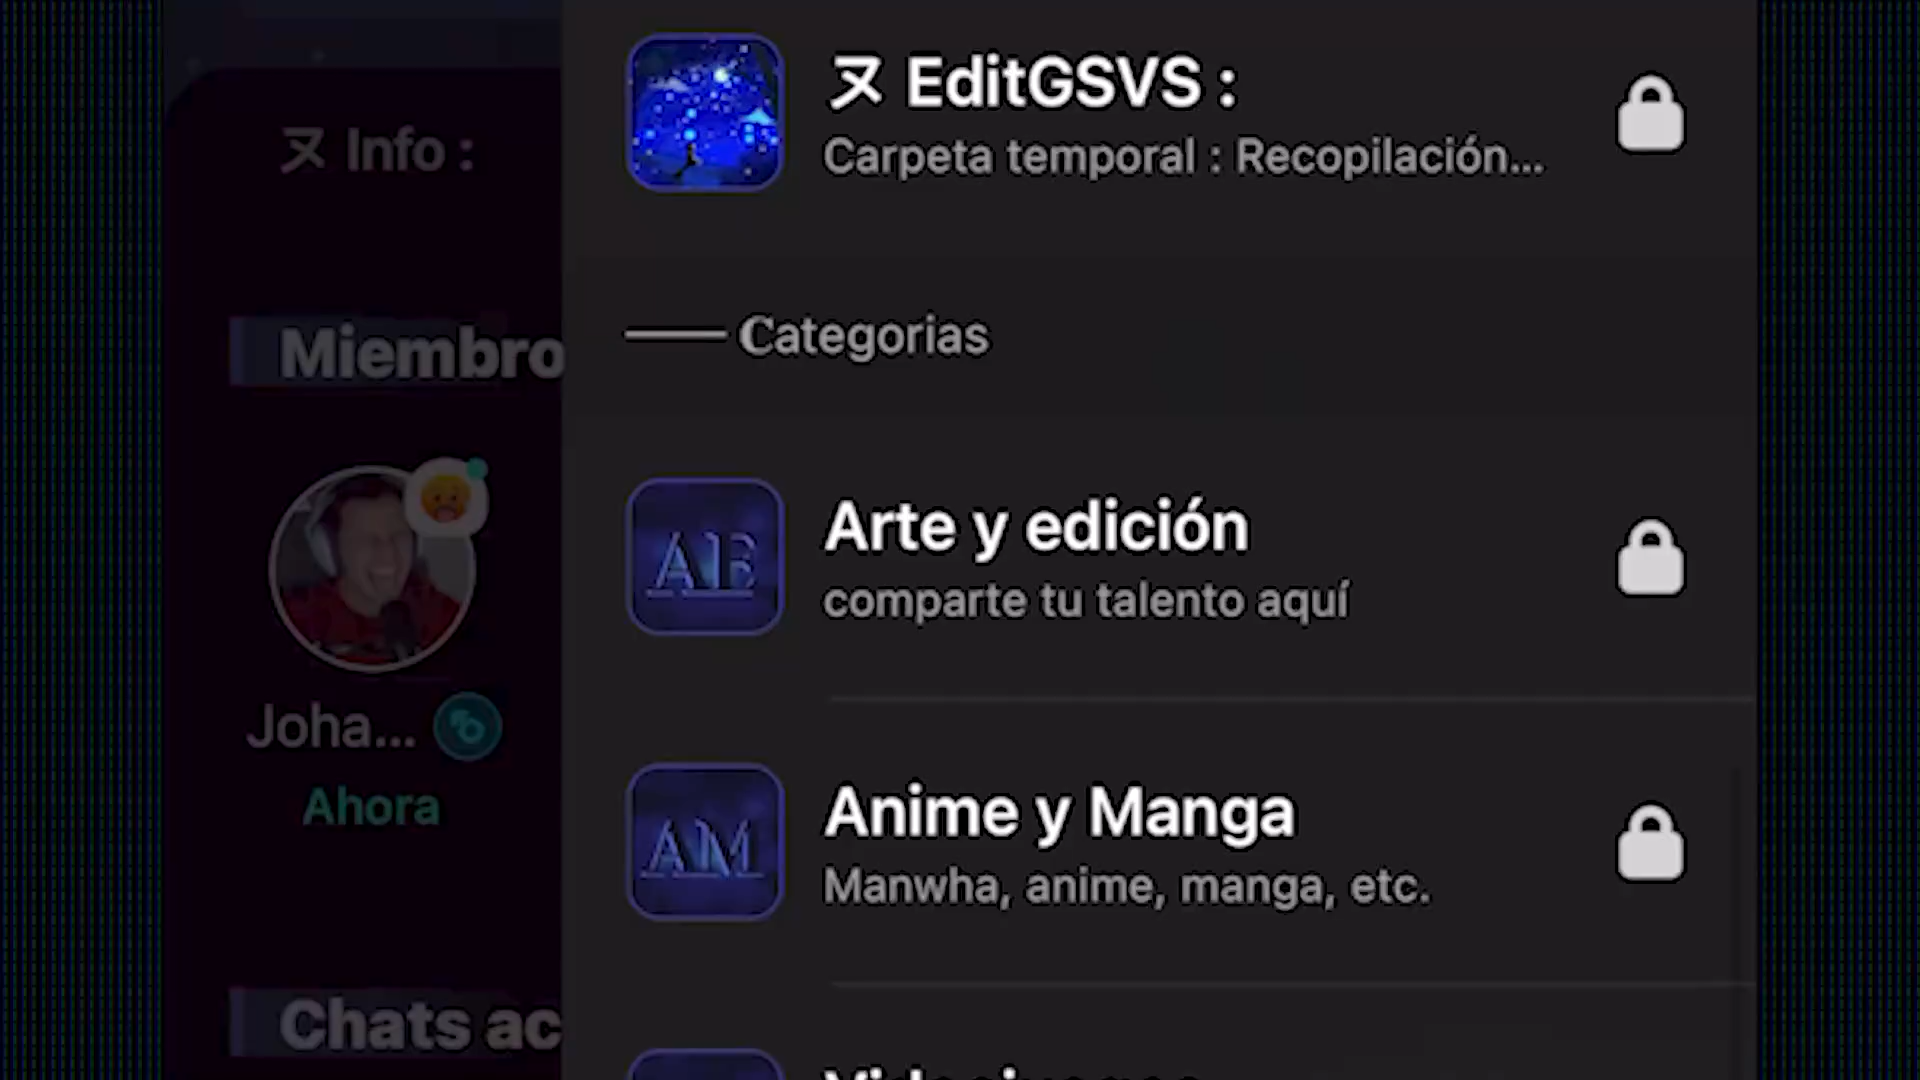 ヌ Info :
Miembro
Joha...
Ahora
Chats ac
ヌ EditGSVS :
Carpeta temporal : Recopilación...
Categorias
AE
Arte y edición
comparte tu talento aquí
AM
Anime y Manga
Manwha, anime, manga, etc.